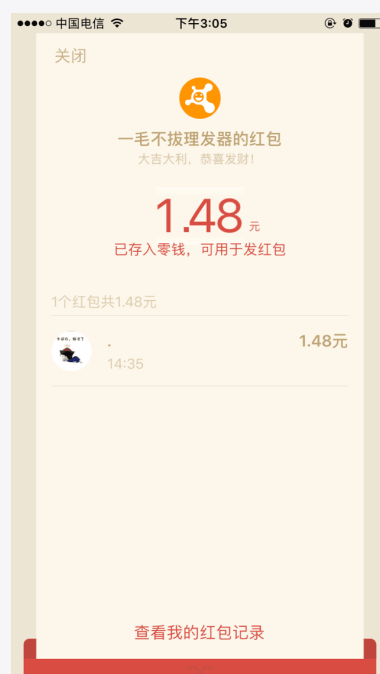 中国电信 下午3:05
关闭
一毛不拔理发器的红包
大吉大利，恭喜发财！
1.48元
已存入零钱，可用于发红包
1个红包共1.48元
. 1.48元
14:35
查看我的红包记录